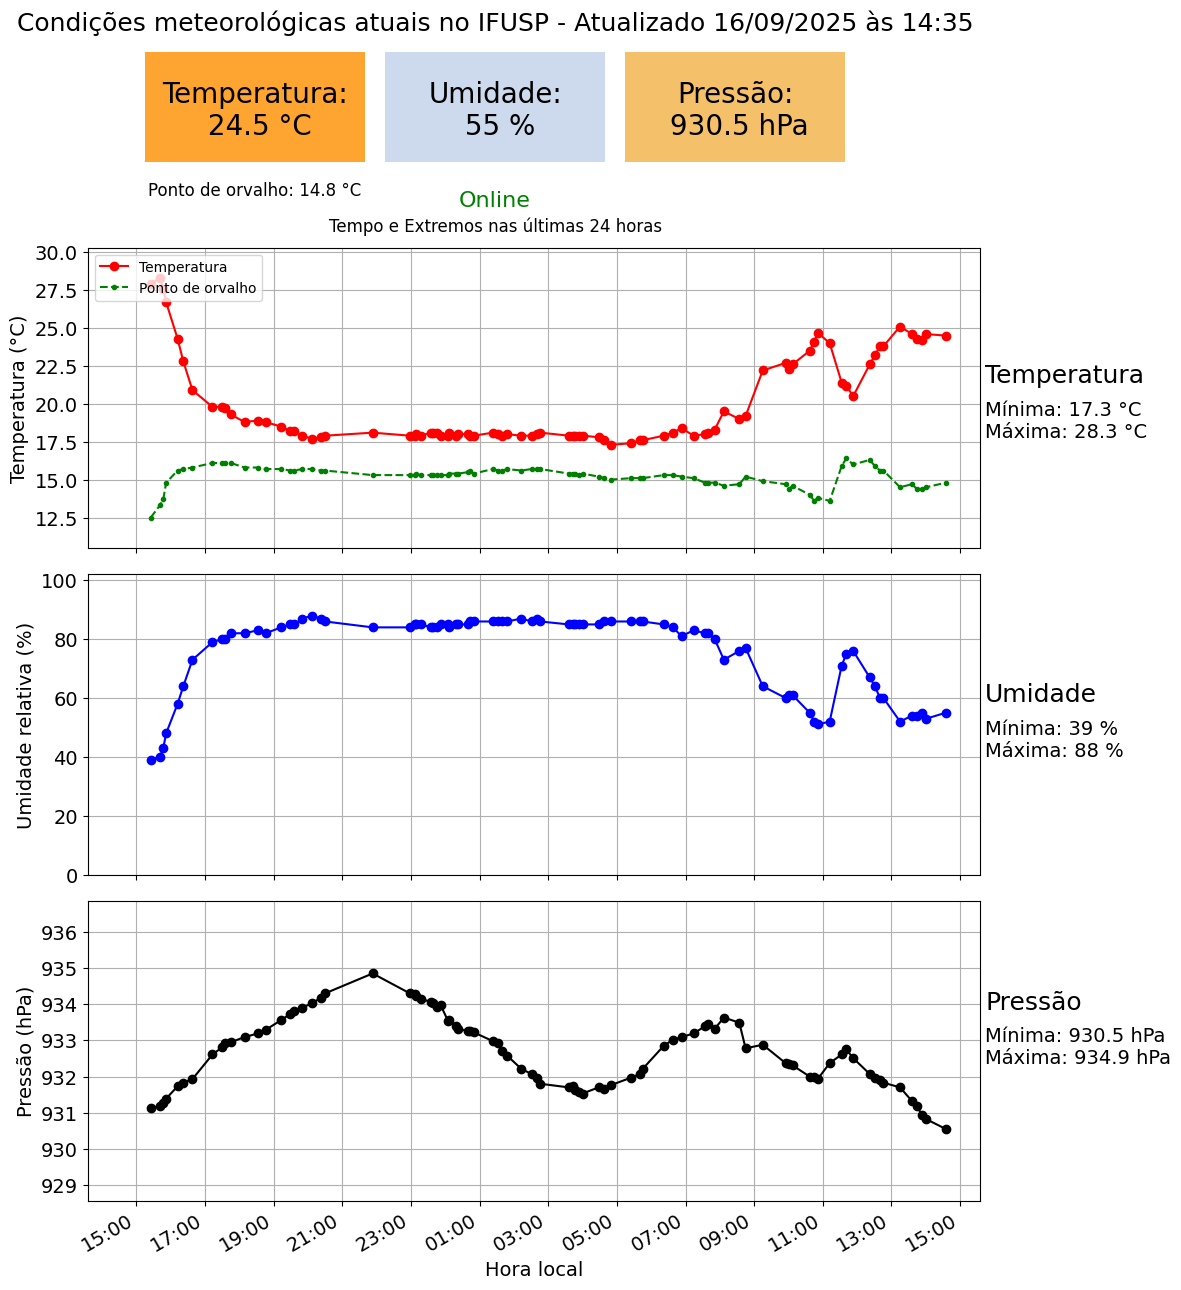 Condições meteorológicas atuais no IFUSP - Atualizado 16/09/2025 às 14:35
Temperatura:
24.5 °C
Umidade:
55 %
Pressão:
930.5 hPa
Ponto de orvalho: 14.8 °C
Online
Tempo e Extremos nas últimas 24 horas
Temperatura (°C)
30.0
27.5
25.0
22.5
20.0
17.5
15.0
12.5
Temperatura
Ponto de orvalho
Temperatura
Mínima: 17.3 °C
Máxima: 28.3 °C
Umidade relativa (%)
100
80
60
40
20
0
Umidade
Mínima: 39 %
Máxima: 88 %
Pressão (hPa)
936
935
934
933
932
931
930
929
Pressão
Mínima: 930.5 hPa
Máxima: 934.9 hPa
15:00
17:00
19:00
21:00
23:00
01:00
03:00
05:00
07:00
09:00
11:00
13:00
15:00
Hora local